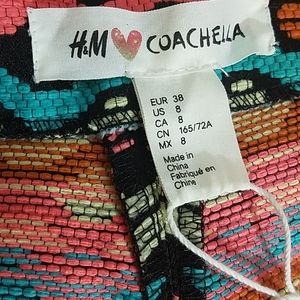 H&M COACHELLA
EUR 38
US 8
CA 8
CN 165/72A
MX 8
Made in
China
Fabriqué en
Chine